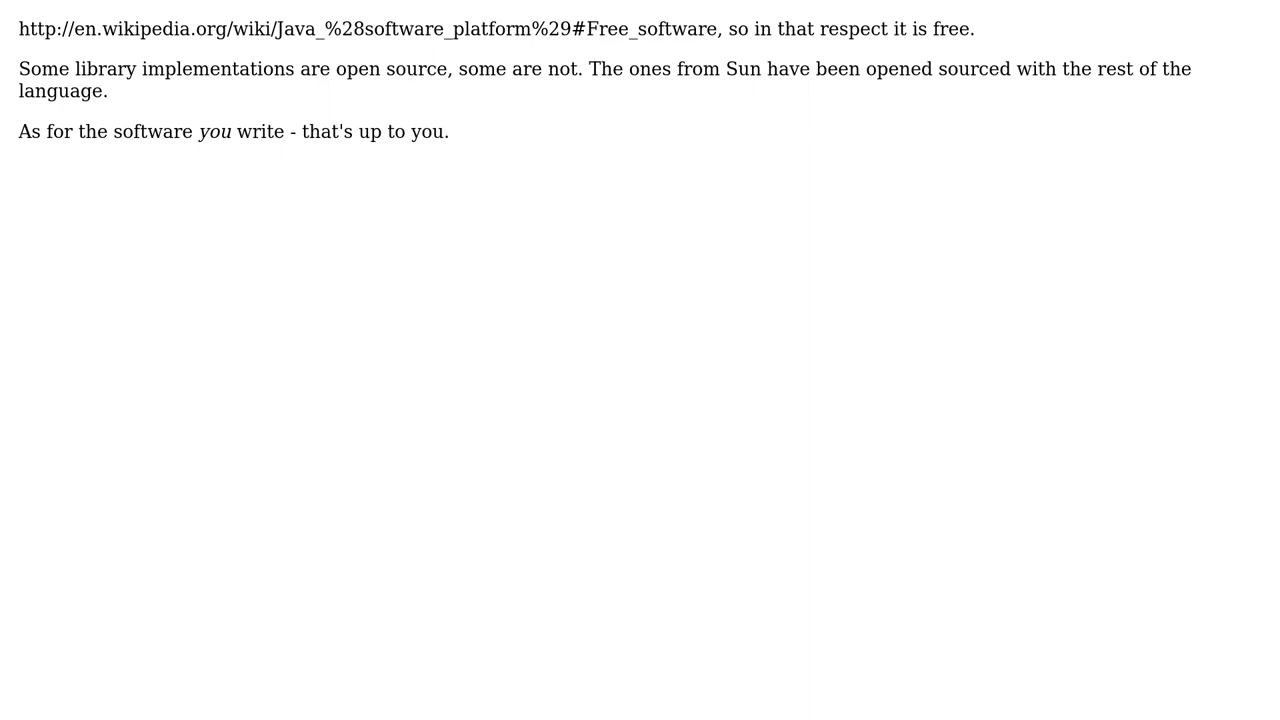 http://en.wikipedia.org/wiki/Java_%28software_platform%29#Free_software, so in that respect it is free.
Some library implementations are open source, some are not. The ones from Sun have been opened sourced with the rest of the
language.
As for the software you write - that's up to you.